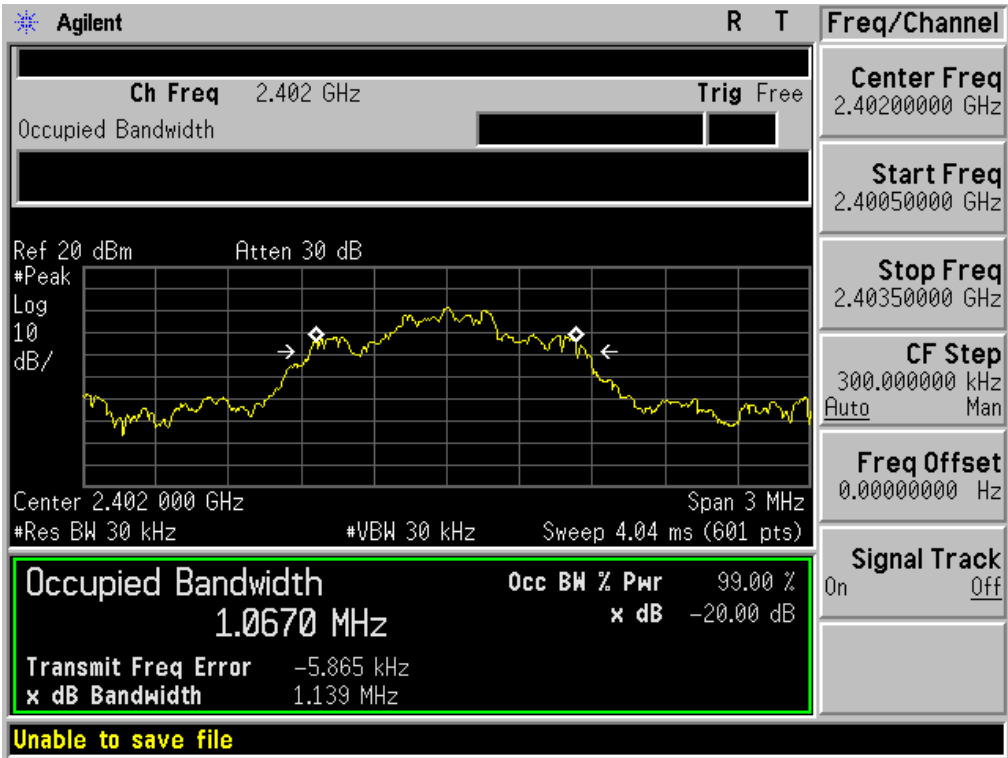 Agilent R T
Ch Freq 2.402 GHz Trig Free
Occupied Bandwidth
Ref 20 dBm Atten 30 dB
#Peak
Log
10
dB/
Center 2.402 000 GHz Span 3 MHz
#Res BW 30 kHz #VBW 30 kHz Sweep 4.04 ms (601 pts)
Occupied Bandwidth Occ BW % Pwr 99.00 %
1.0670 MHz x dB -20.00 dB
Transmit Freq Error -5.865 kHz
x dB Bandwidth 1.139 MHz
Unable to save file
Freq/Channel
Center Freq
2.40200000 GHz
Start Freq
2.40050000 GHz
Stop Freq
2.40350000 GHz
CF Step
300.000000 kHz
Auto Man
Freq Offset
0.00000000 Hz
Signal Track
On Off